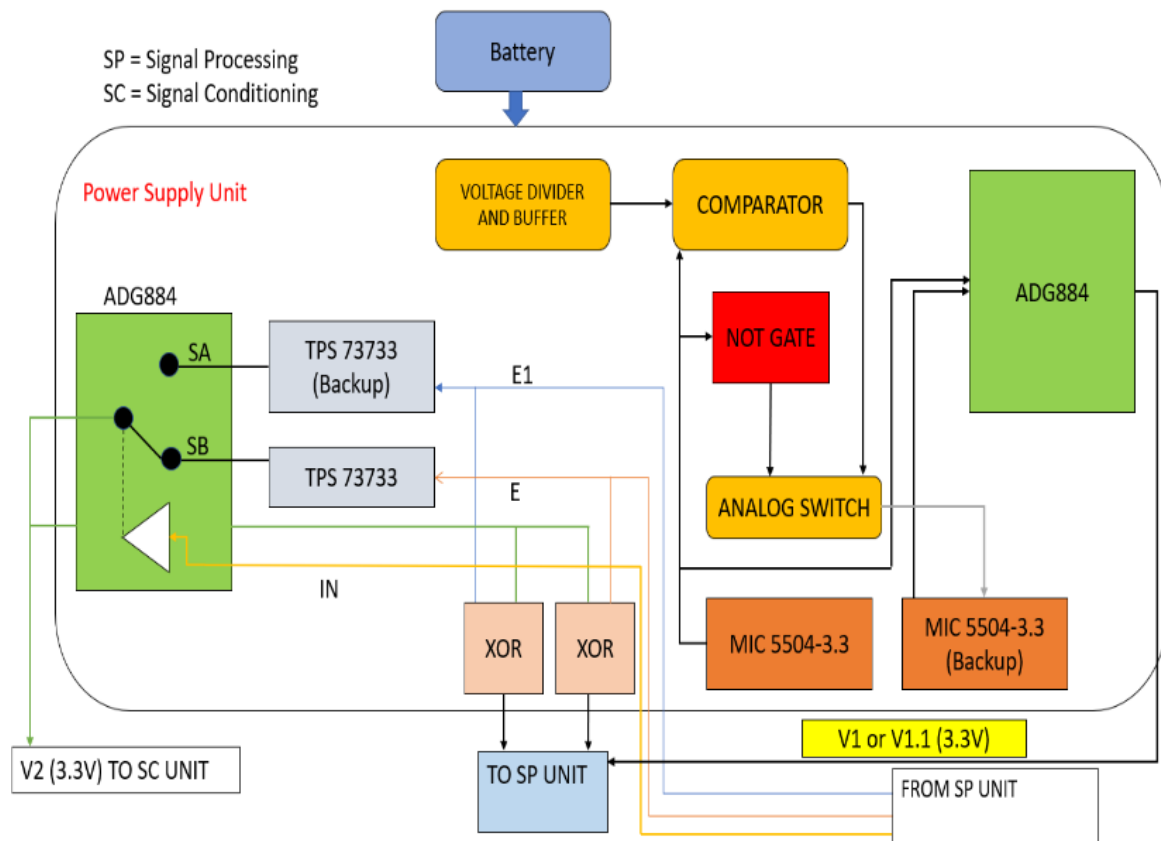 SP = Signal Processing
SC = Signal Conditioning
Battery
Power Supply Unit
VOLTAGE DIVIDER
AND BUFFER
COMPARATOR
ADG884
ADG884
NOT GATE
SA
TPS 73733
(Backup)
E1
SB
TPS 73733
E
ANALOG SWITCH
IN
XOR
XOR
MIC 5504-3.3
MIC 5504-3.3
(Backup)
V1 or V1.1 (3.3V)
V2 (3.3V) TO SC UNIT
TO SP UNIT
FROM SP UNIT